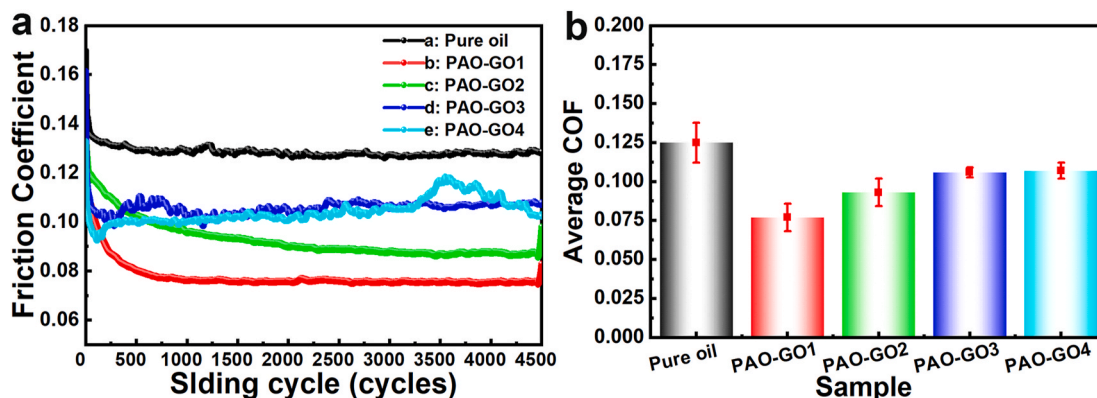 a
0.18
0.16
0.14
0.12
0.10
0.08
0.06
Friction Coefficient
a: Pure oil
b: PAO-GO1
c: PAO-GO2
d: PAO-GO3
e: PAO-GO4
0 500 1000 1500 2000 2500 3000 3500 4000 4500
Slding cycle (cycles)
b
0.200
0.175
0.150
0.125
0.100
0.075
0.050
0.025
0.000
Average COF
Pure oil PAO-GO1 PAO-GO2 PAO-GO3 PAO-GO4
Sample